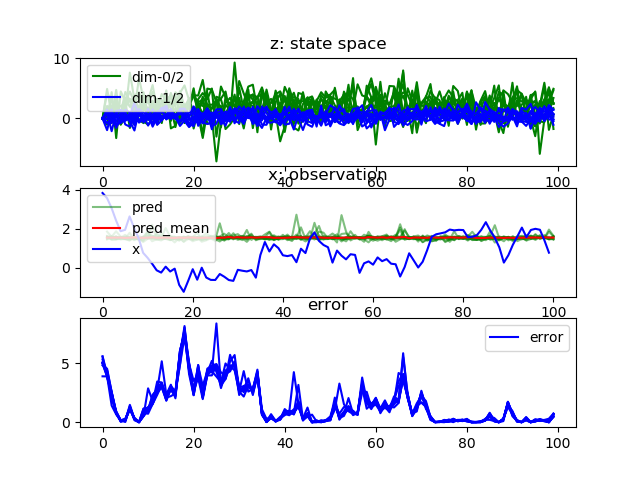 z: state space
10
0
dim-0/2
dim-1/2
0 20 40 60 80 100
x: observation
4
2
0
pred
pred_mean
x
0 20 40 60 80 100
error
5
0
error
0 20 40 60 80 100